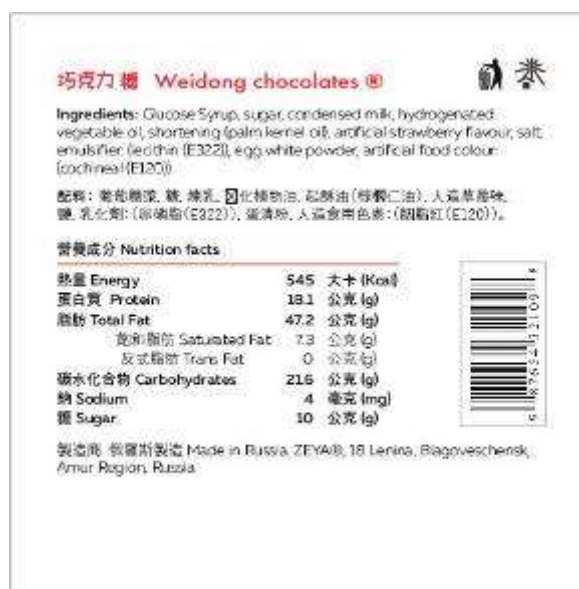 巧克力 糖 Weidong chocolates ®
Ingredients: Glucose Syrup, sugar, condensed milk, hydrogenated
vegetable oil, shortening (palm kernel oil), artificial strawberry flavour, salt
emulsifier: (lecithin (E322)), egg white powder, artificial food colour
(cochineal (E120))
配料: 葡萄糖漿, 糖, 煉乳, 化植物油, 起酥油(棕櫚仁油), 人造草莓味,
鹽, 乳化劑: (卵磷脂(E322)), 蛋清粉, 人造食用色素: (胭脂紅(E120))。
營養成分 Nutrition facts
熱量 Energy 545 大卡 (Kcal)
蛋白質 Protein 18.1 公克 (g)
脂肪 Total Fat 47.2 公克 (g)
飽和脂肪 Saturated Fat 7.3 公克 (g)
反式脂肪 Trans Fat 0 公克 (g)
碳水化合物 Carbohydrates 21.6 公克 (g)
鈉 Sodium 4 毫克 (mg)
糖 Sugar 10 公克 (g)
製造商 俄羅斯製造 Made in Russia. ZEYA®, 18 Lenina, Blagoveschensk,
Amur Region, Russia